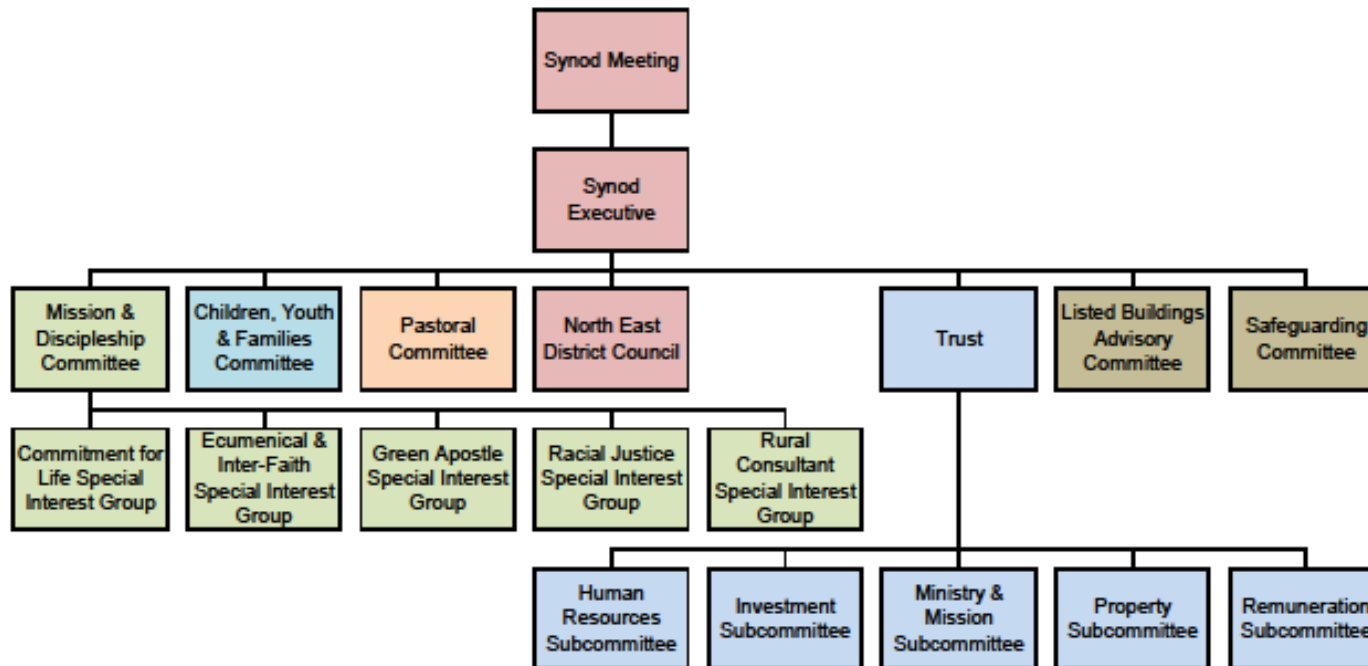 Synod Meeting
Synod
Executive
Mission &
Discipleship
Committee
Children, Youth
& Families
Committee
Pastoral
Committee
North East
District Council
Trust
Listed Buildings
Advisory
Committee
Safeguarding
Committee
Commitment for
Life Special
Interest Group
Ecumenical &
Inter-Faith
Special Interest
Group
Green Apostle
Special Interest
Group
Racial Justice
Special Interest
Group
Rural
Consultant
Special Interest
Group
Human
Resources
Subcommittee
Investment
Subcommittee
Ministry &
Mission
Subcommittee
Property
Subcommittee
Remuneration
Subcommittee